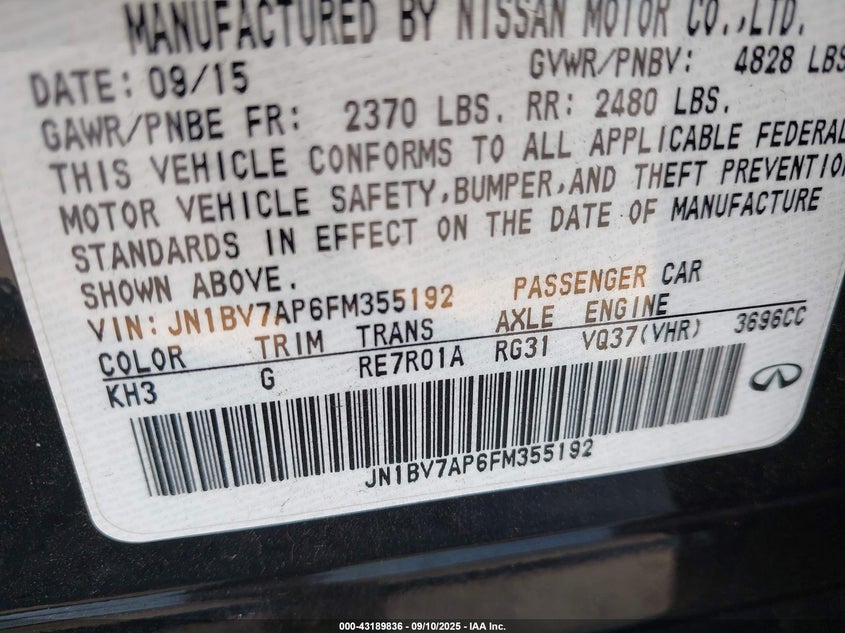 MANUFACTURED BY NISSAN MOTOR CO.,LTD.
DATE: 09/15 GVWR/PNBV: 4828 LBS
GAWR/PNBE FR: 2370 LBS. RR: 2480 LBS.
THIS VEHICLE CONFORMS TO ALL APPLICABLE FEDERAL
MOTOR VEHICLE SAFETY,BUMPER,AND THEFT PREVENTION
STANDARDS IN EFFECT ON THE DATE OF MANUFACTURE
SHOWN ABOVE.
VIN: JN1BV7AP6FM355192 PASSENGER CAR
COLOR TRIM TRANS AXLE ENGINE
KH3 G RE7R01A RG31 VQ37(VHR) 3696CC
JN1BV7AP6FM355192
000-43189836 - 09/10/2025 - IAA Inc.